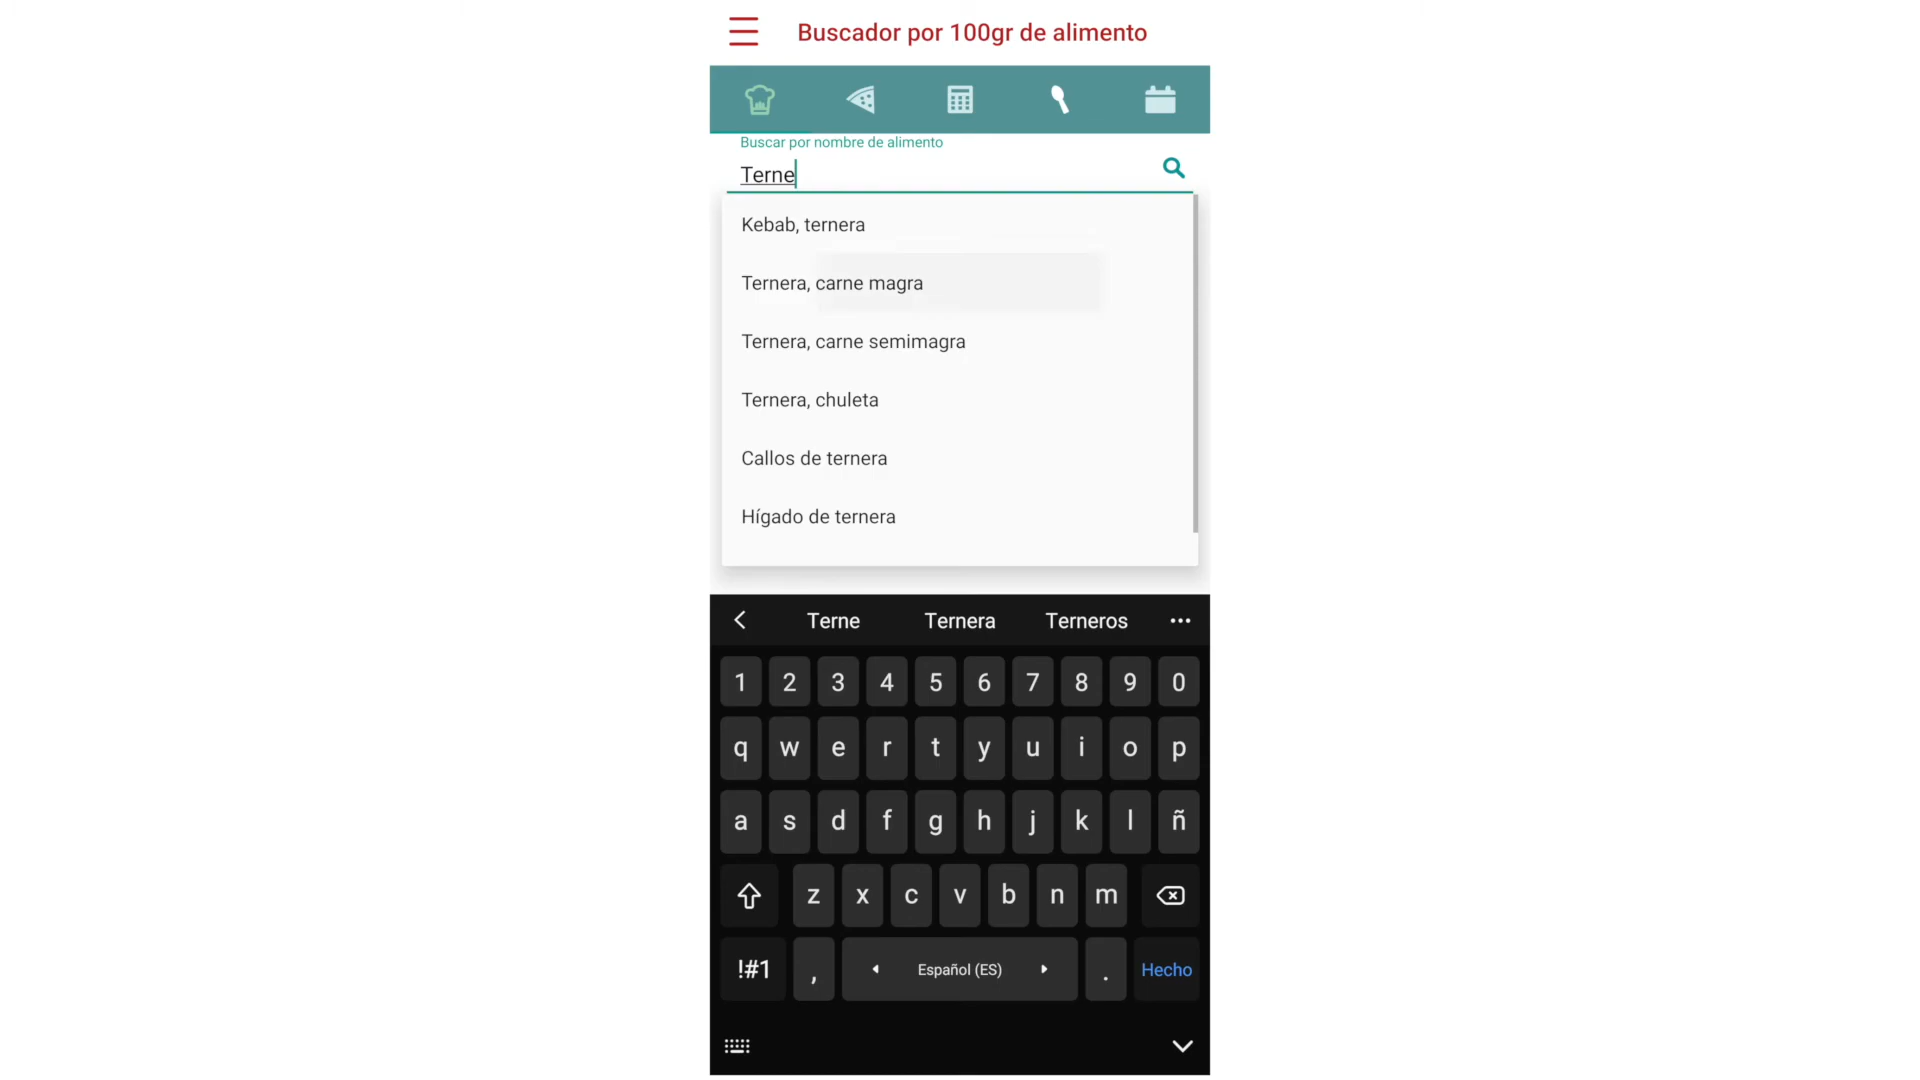 Buscador por 100gr de alimento
Buscar por nombre de alimento
Terne
Kebab, ternera
Ternera, carne magra
Ternera, carne semimagra
Ternera, chuleta
Callos de ternera
Hígado de ternera
Terne Ternera Terneros
1 2 3 4 5 6 7 8 9 0
q w e r t y u i o p
a s d f g h j k l ñ
z x c v b n m
!#1 , Español (ES) . Hecho